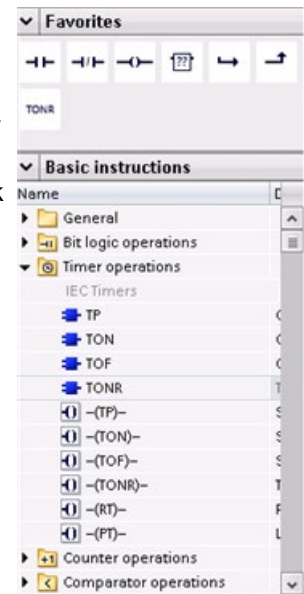 Favorites
??
TONR
Basic instructions
Name
General
Bit logic operations
Timer operations
IEC Timers
TP
TON
TOF
TONR
–(TP)–
–(TON)–
–(TOF)–
–(TONR)–
–(RT)–
–(PT)–
+1 Counter operations
Comparator operations